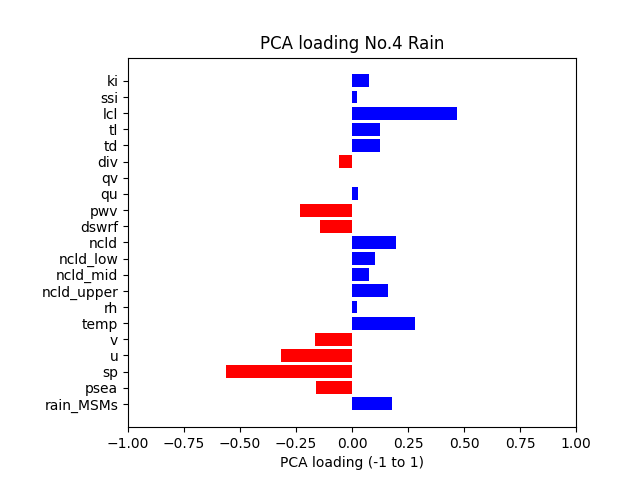 PCA loading No.4 Rain
ki
ssi
lcl
tl
td
div
qv
qu
pwv
dswrf
ncld
ncld_low
ncld_mid
ncld_upper
rh
temp
v
u
sp
psea
rain_MSMs
−1.00 −0.75 −0.50 −0.25 0.00 0.25 0.50 0.75 1.00
PCA loading (-1 to 1)